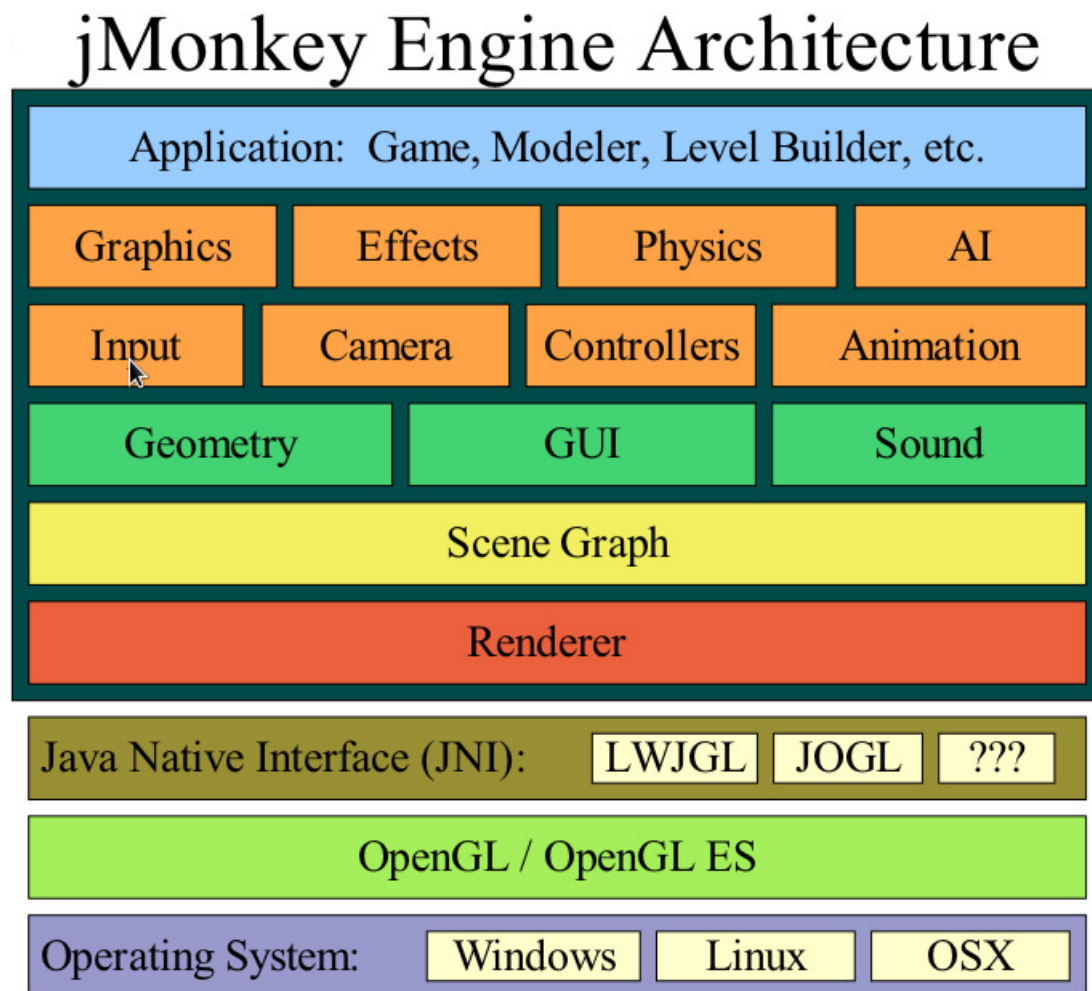 jMonkey Engine Architecture
Application: Game, Modeler, Level Builder, etc.
Graphics Effects Physics AI
Input Camera Controllers Animation
Geometry GUI Sound
Scene Graph
Renderer
Java Native Interface (JNI): LWJGL JOGL ???
OpenGL / OpenGL ES
Operating System: Windows Linux OSX